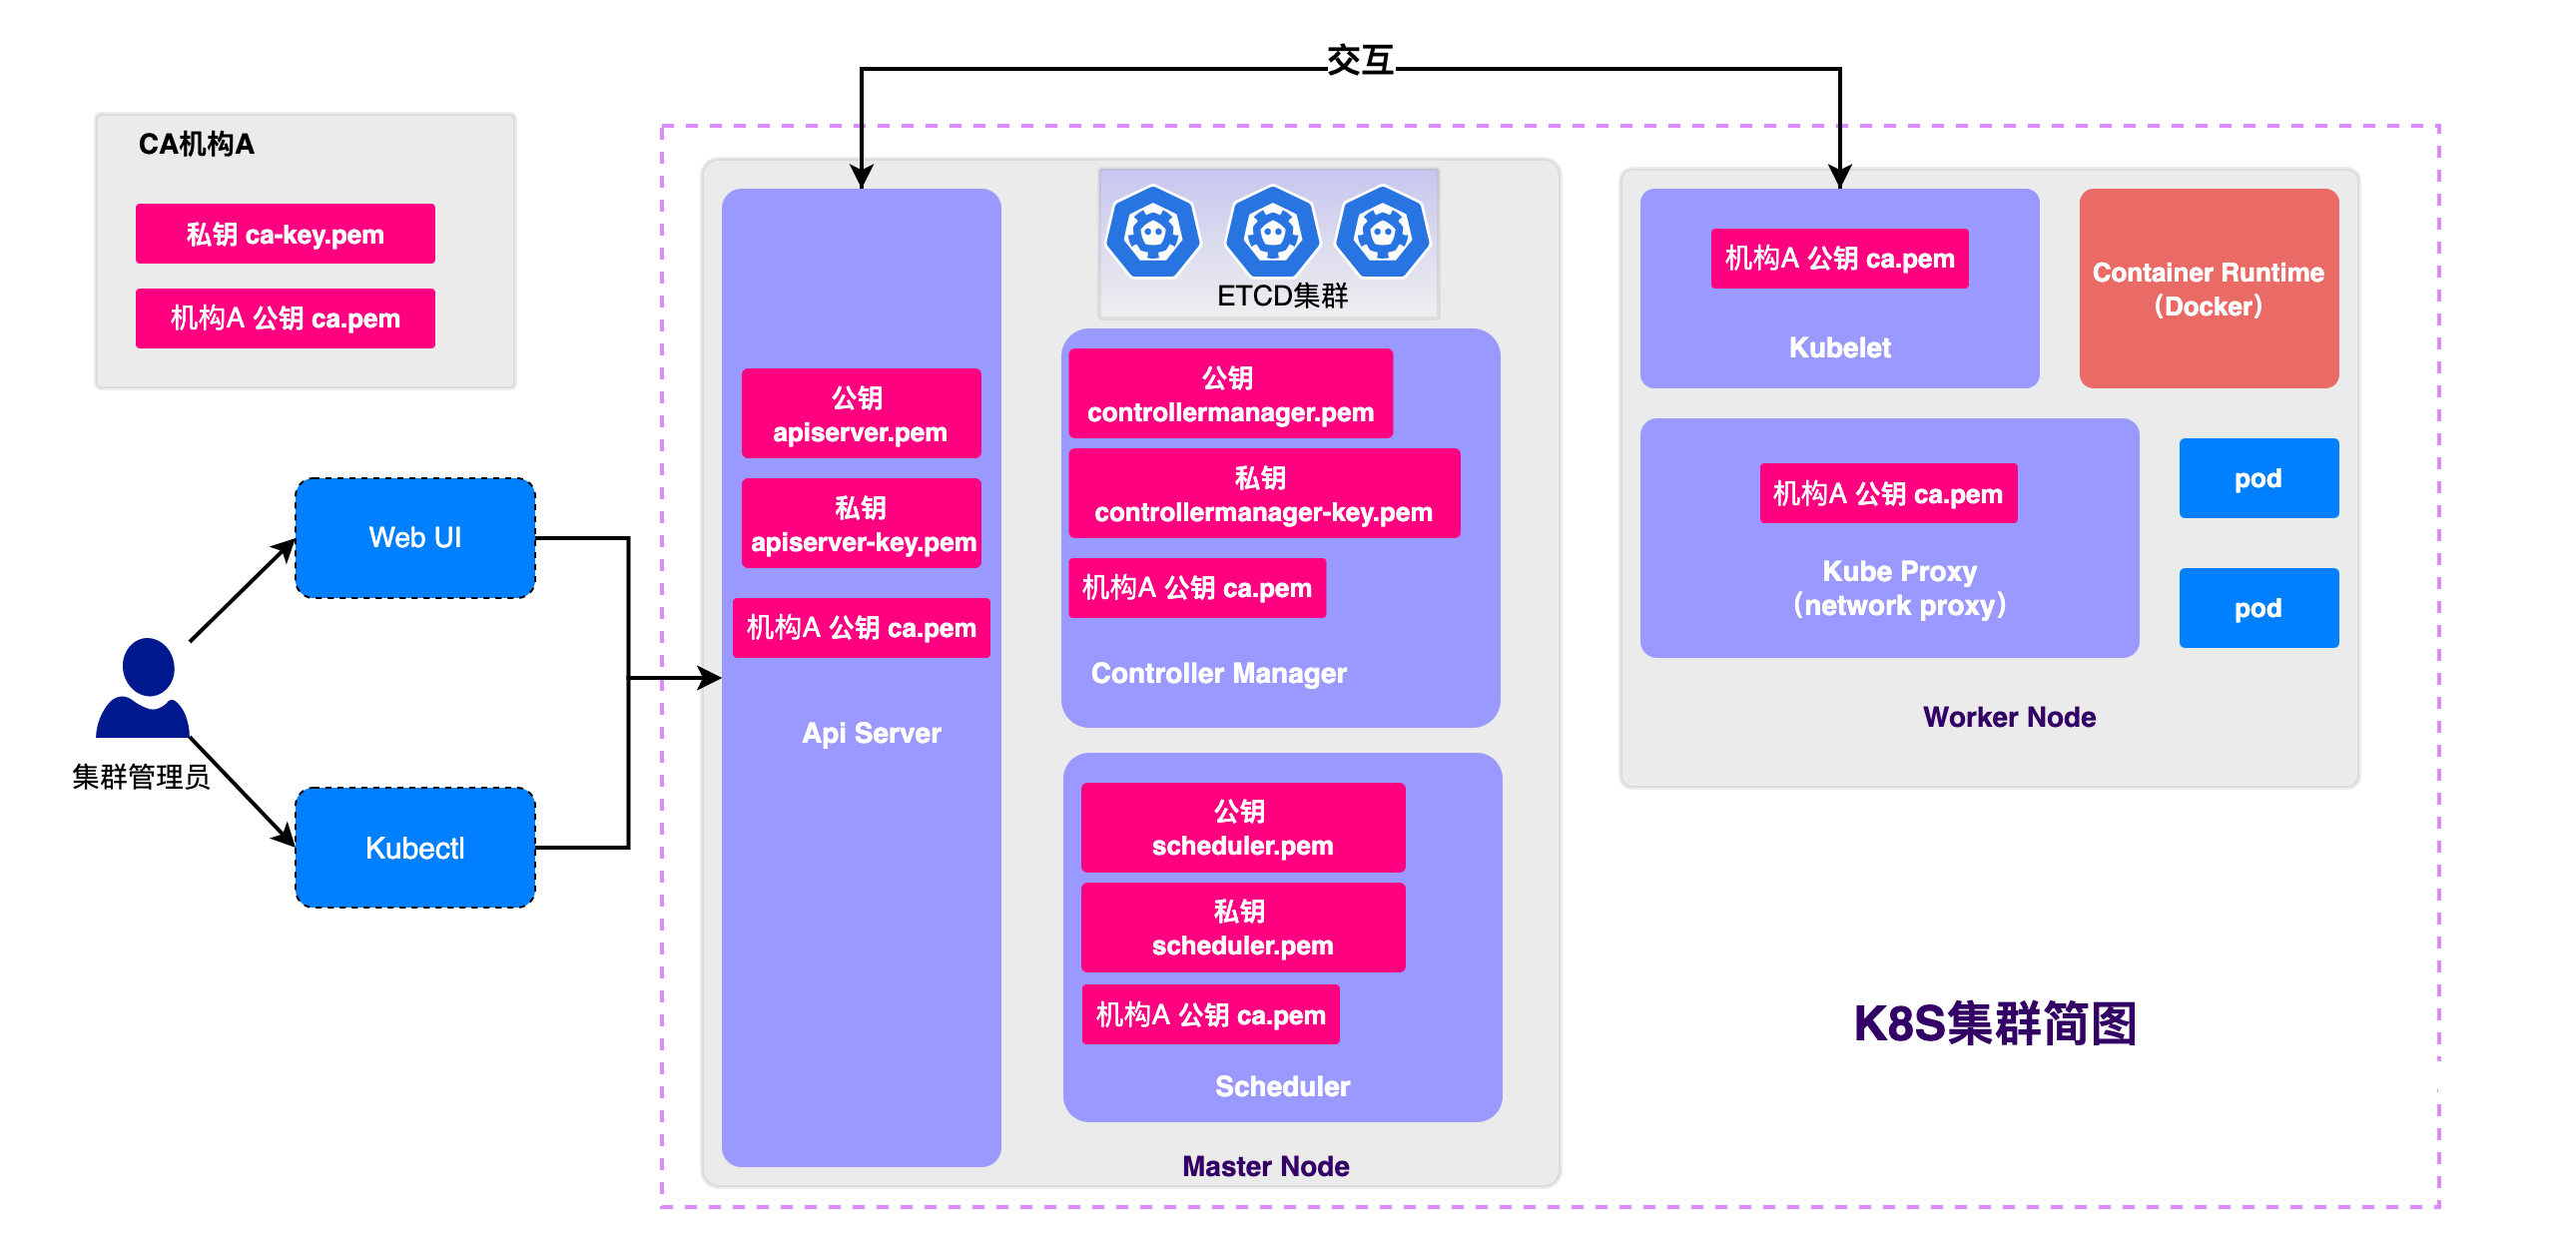 交互
CA机构A
私钥 ca-key.pem
机构A 公钥 ca.pem
Web UI
集群管理员
Kubectl
公钥
apiserver.pem
私钥
apiserver-key.pem
机构A 公钥 ca.pem
Api Server
ETCD集群
公钥
controllermanager.pem
私钥
controllermanager-key.pem
机构A 公钥 ca.pem
Controller Manager
公钥
scheduler.pem
私钥
scheduler.pem
机构A 公钥 ca.pem
Scheduler
Master Node
机构A 公钥 ca.pem
Kubelet
Container Runtime
（Docker）
机构A 公钥 ca.pem
Kube Proxy
（network proxy）
pod
pod
Worker Node
K8S集群简图